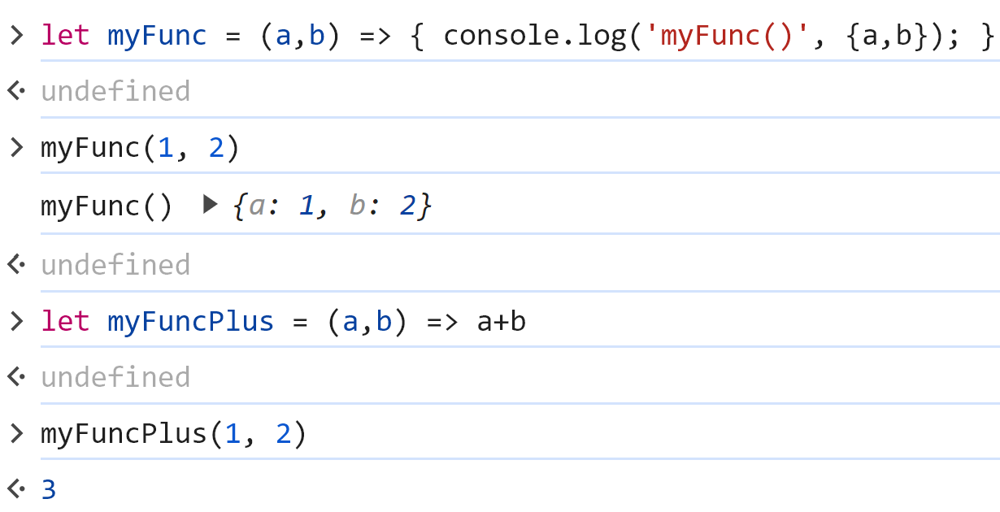 > let myFunc = (a,b) => { console.log('myFunc()', {a,b}); }
undefined
> myFunc(1, 2)
myFunc() ▶ {a: 1, b: 2}
undefined
> let myFuncPlus = (a,b) => a+b
undefined
> myFuncPlus(1, 2)
3